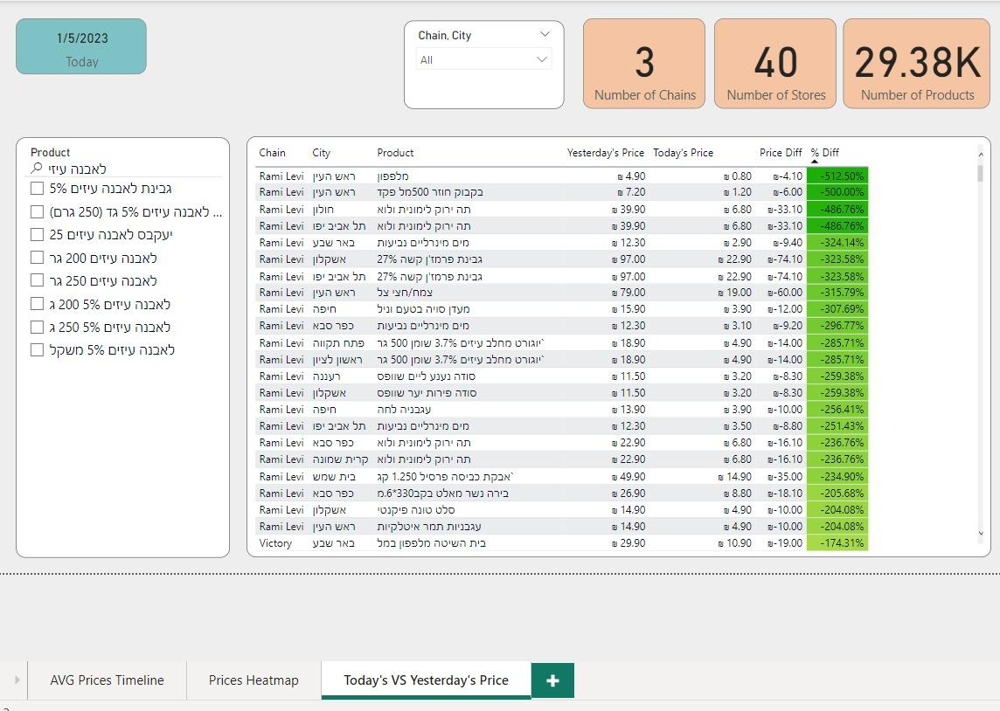 1/5/2023
Today
Chain, City
All
3
Number of Chains
40
Number of Stores
29.38K
Number of Products
Product
לאבנה עיזי
גבינת לאבנה עיזים 5%
לאבנה עיזים 5% גד (250 גרם) ...
יעקבס לאבנה עיזים 25
לאבנה עיזים 200 גר
לאבנה עיזים 250 גר
לאבנה עיזים 5% 200 ג
לאבנה עיזים 5% 250 ג
לאבנה עיזים 5% משקל
Chain City Product Yesterday's Price Today's Price Price Diff % Diff
Rami Levi ראש העין מלפפון ₪ 4.90 ₪ 0.80 ₪-4.10 -512.50%
Rami Levi ראש העין בקבוק חוזר 500מל פקד ₪ 7.20 ₪ 1.20 ₪-6.00 -500.00%
Rami Levi חולון תה ירוק לימונית ולוא ₪ 39.90 ₪ 6.80 ₪-33.10 -486.76%
Rami Levi תל אביב יפו תה ירוק לימונית ולוא ₪ 39.90 ₪ 6.80 ₪-33.10 -486.76%
Rami Levi באר שבע מים מינרליים נביעות ₪ 12.30 ₪ 2.90 ₪-9.40 -324.14%
Rami Levi אשקלון גבינת פרמז'ן קשה 27% ₪ 97.00 ₪ 22.90 ₪-74.10 -323.58%
Rami Levi תל אביב יפו גבינת פרמז'ן קשה 27% ₪ 97.00 ₪ 22.90 ₪-74.10 -323.58%
Rami Levi ראש העין צמח/חצי צל ₪ 79.00 ₪ 19.00 ₪-60.00 -315.79%
Rami Levi חיפה מעדן סויה בטעם וניל ₪ 15.90 ₪ 3.90 ₪-12.00 -307.69%
Rami Levi כפר סבא מים מינרליים נביעות ₪ 12.30 ₪ 3.10 ₪-9.20 -296.77%
Rami Levi פתח תקווה יוגורט מחלב עיזים 3.7% שומן 500 גר` ₪ 18.90 ₪ 4.90 ₪-14.00 -285.71%
Rami Levi ראשון לציון יוגורט מחלב עיזים 3.7% שומן 500 גר` ₪ 18.90 ₪ 4.90 ₪-14.00 -285.71%
Rami Levi רעננה סודה נענע ליים שוופס ₪ 11.50 ₪ 3.20 ₪-8.30 -259.38%
Rami Levi אשקלון סודה פירות יער שוופס ₪ 11.50 ₪ 3.20 ₪-8.30 -259.38%
Rami Levi חיפה עגבניה לחה ₪ 13.90 ₪ 3.90 ₪-10.00 -256.41%
Rami Levi תל אביב יפו מים מינרליים נביעות ₪ 12.30 ₪ 3.50 ₪-8.80 -251.43%
Rami Levi כפר סבא תה ירוק לימונית ולוא ₪ 22.90 ₪ 6.80 ₪-16.10 -236.76%
Rami Levi קרית שמונה תה ירוק לימונית ולוא ₪ 22.90 ₪ 6.80 ₪-16.10 -236.76%
Rami Levi בית שמש אבקת כביסה פרסיל 1.250 קג` ₪ 49.90 ₪ 14.90 ₪-35.00 -234.90%
Rami Levi כפר סבא בירה נשר מאלט בקב330*6.מ ₪ 26.90 ₪ 8.80 ₪-18.10 -205.68%
Rami Levi אשקלון סלט טונה פיקנטי ₪ 14.90 ₪ 4.90 ₪-10.00 -204.08%
Rami Levi ראש העין עגבניות תמר איטלקיות ₪ 14.90 ₪ 4.90 ₪-10.00 -204.08%
Victory באר שבע בית השיטה מלפפון במל ₪ 29.90 ₪ 10.90 ₪-19.00 -174.31%
AVG Prices Timeline Prices Heatmap Today's VS Yesterday's Price +